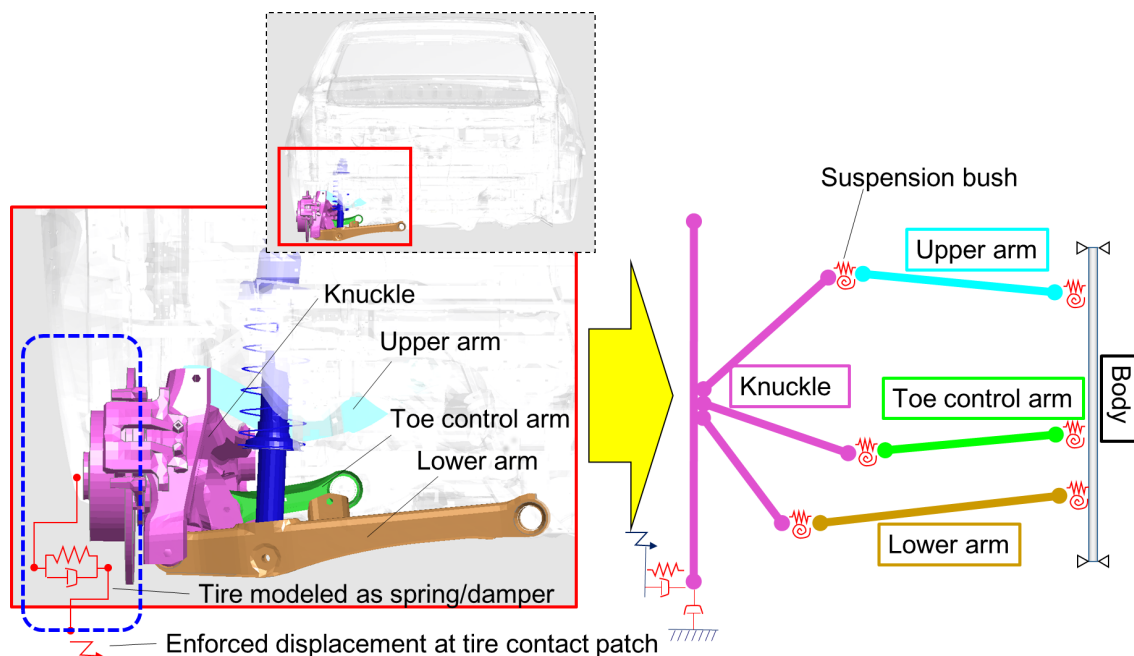 Knuckle
Upper arm
Toe control arm
Lower arm
Tire modeled as spring/damper
Enforced displacement at tire contact patch
Suspension bush
Upper arm
Knuckle
Toe control arm
Lower arm
Body